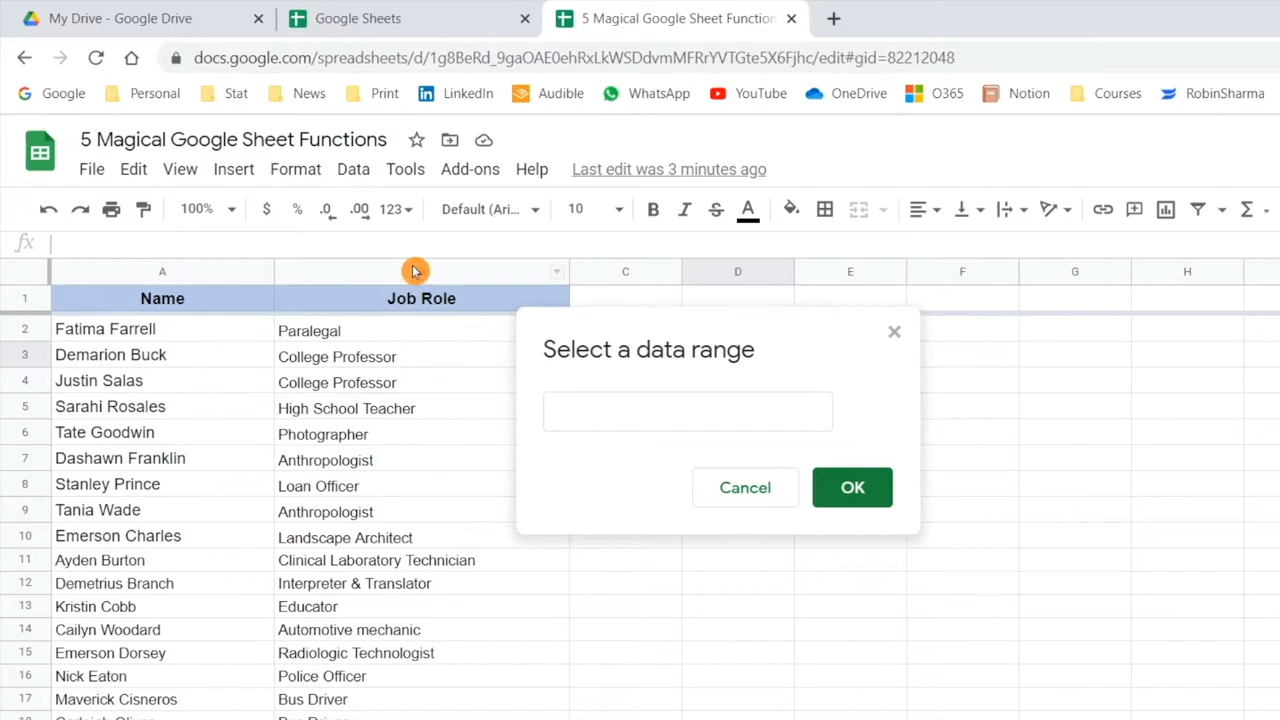 My Drive - Google Drive
Google Sheets
5 Magical Google Sheet Function
docs.google.com/spreadsheets/d/1g8BeRd_9gaOAE0ehRxLkWSDdvmMFRrYVTGte5X6Fjhc/edit#gid=82212048
Google Personal Stat News Print LinkedIn Audible WhatsApp YouTube OneDrive O365 Notion Courses RobinSharma
5 Magical Google Sheet Functions
File Edit View Insert Format Data Tools Add-ons Help Last edit was 3 minutes ago
100% $ % .0 .00 123 Default (Ari... 10 B I S A Σ
fx
A C D E F G H
1 Name Job Role
2 Fatima Farrell Paralegal
3 Demarion Buck College Professor
4 Justin Salas College Professor
5 Sarahi Rosales High School Teacher
6 Tate Goodwin Photographer
7 Dashawn Franklin Anthropologist
8 Stanley Prince Loan Officer
9 Tania Wade Anthropologist
10 Emerson Charles Landscape Architect
11 Ayden Burton Clinical Laboratory Technician
12 Demetrius Branch Interpreter & Translator
13 Kristin Cobb Educator
14 Cailyn Woodard Automotive mechanic
15 Emerson Dorsey Radiologic Technologist
16 Nick Eaton Police Officer
17 Maverick Cisneros Bus Driver
Select a data range
Cancel OK